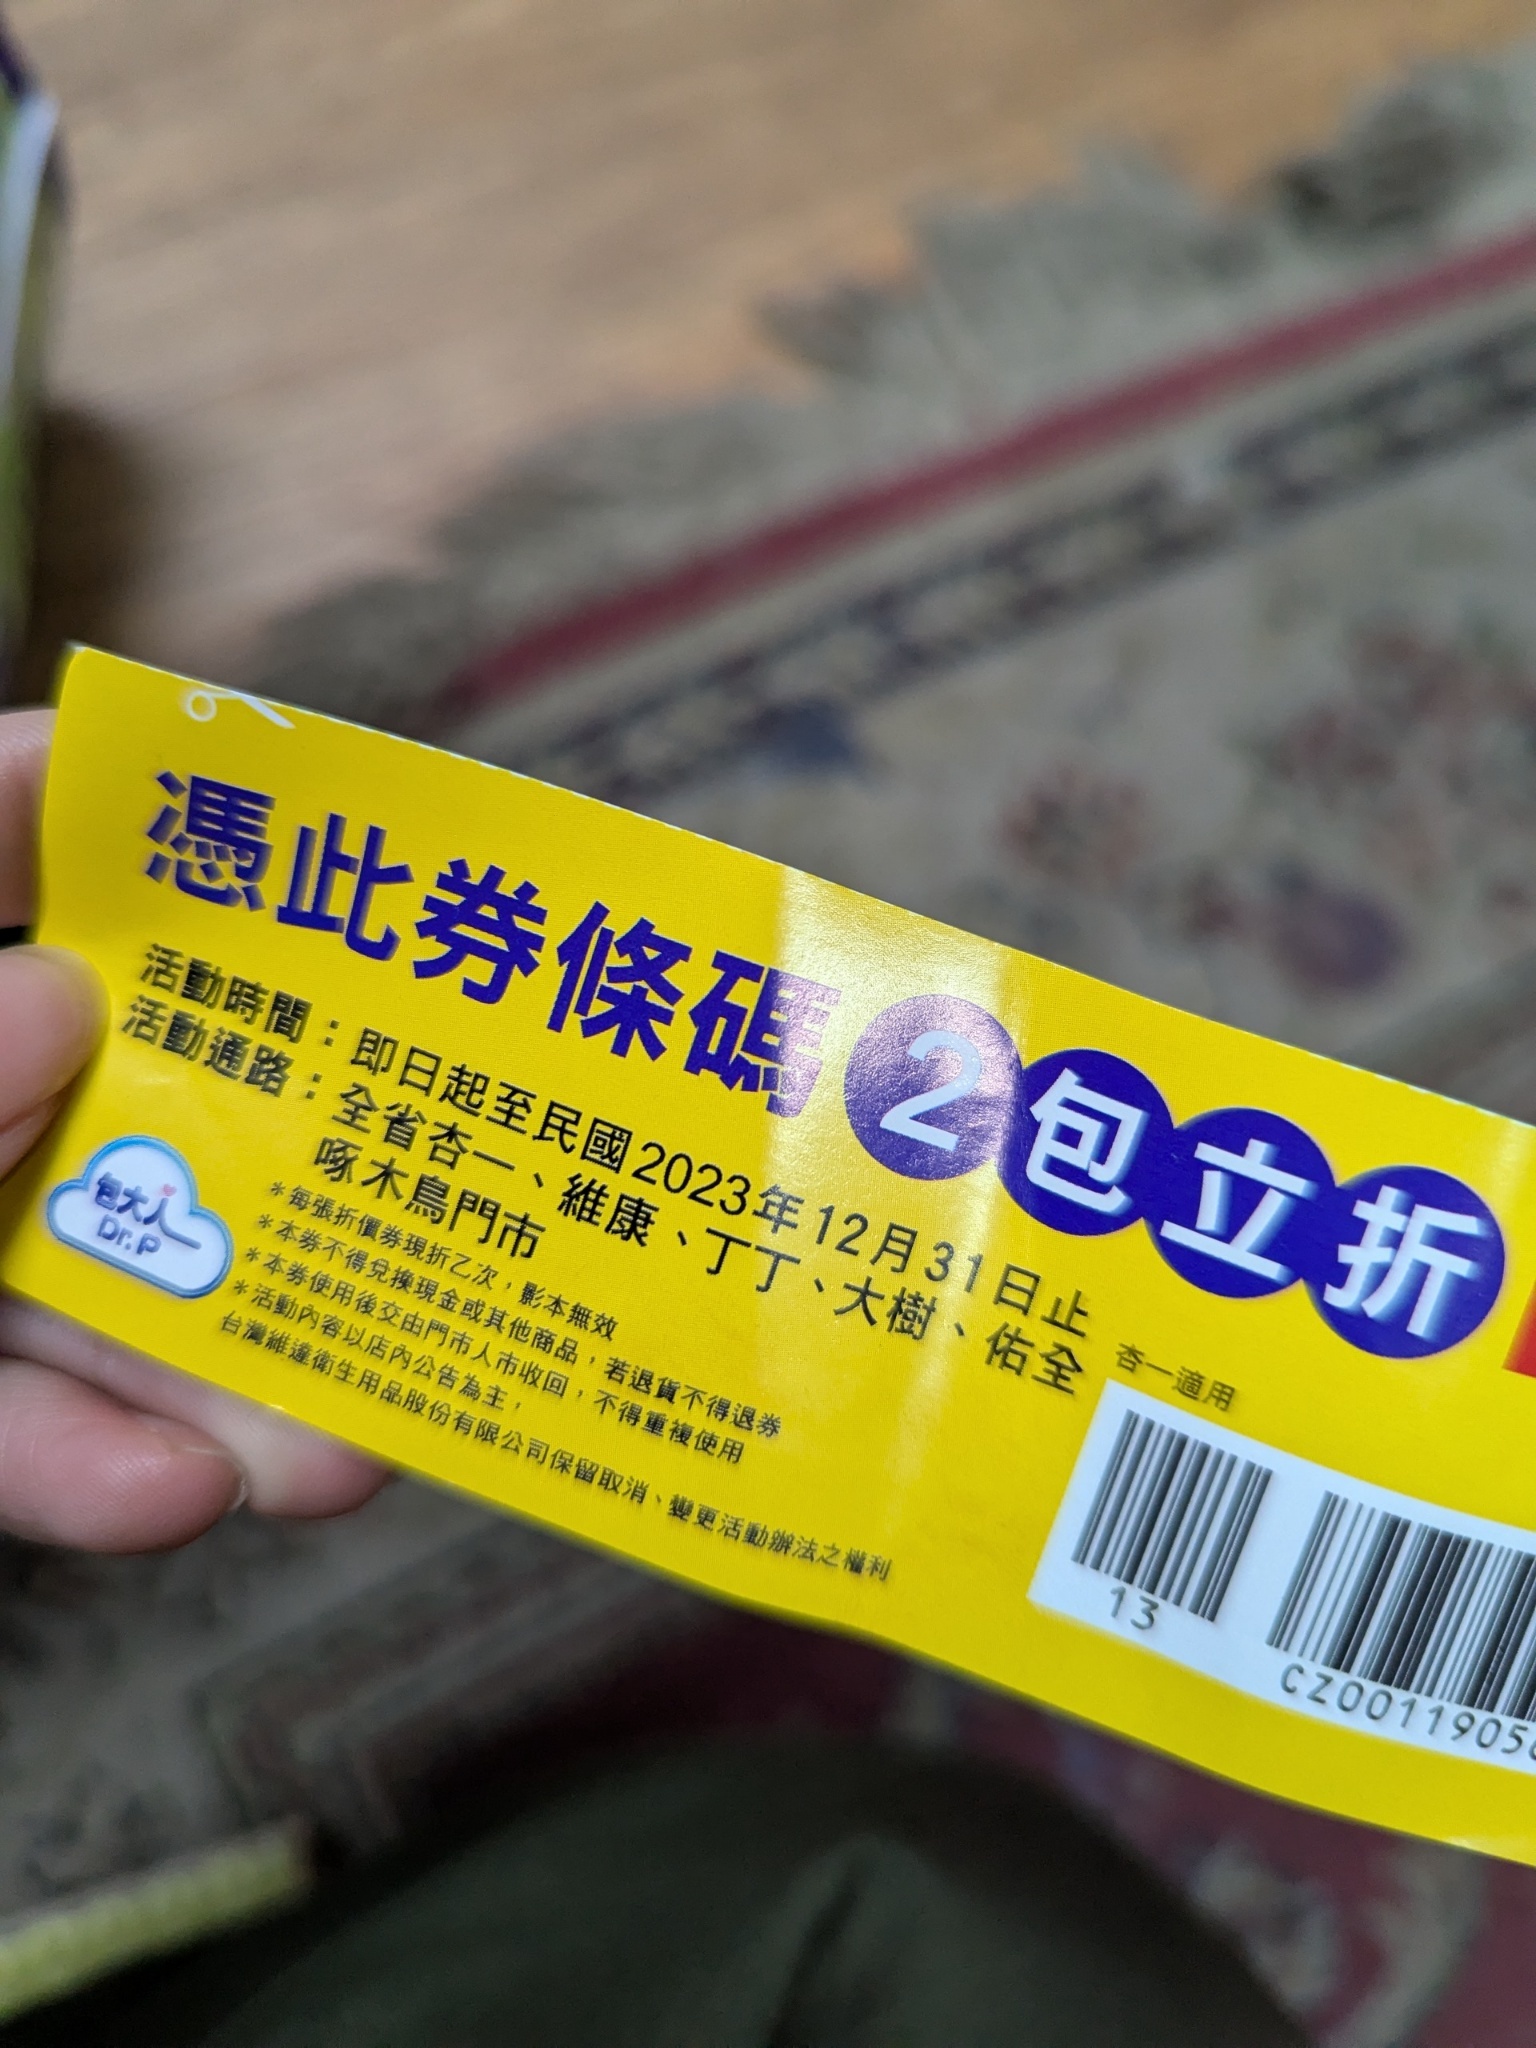 憑此券條碼2包立折
活動時間：即日起至民國2023年12月31日止
活動通路：全省杏一、維康、丁丁、大樹、佑全
啄木鳥門市
＊每張折價券現折乙次，影本無效
＊本券不得兌換現金或其他商品，若退貨不得退券
＊本券使用後交由門市人市收回，不得重複使用
＊活動內容以店內公告為主，
台灣維達衛生用品股份有限公司保留取消、變更活動辦法之權利
包大人
Dr.P
杏一適用
13
CZ00119056